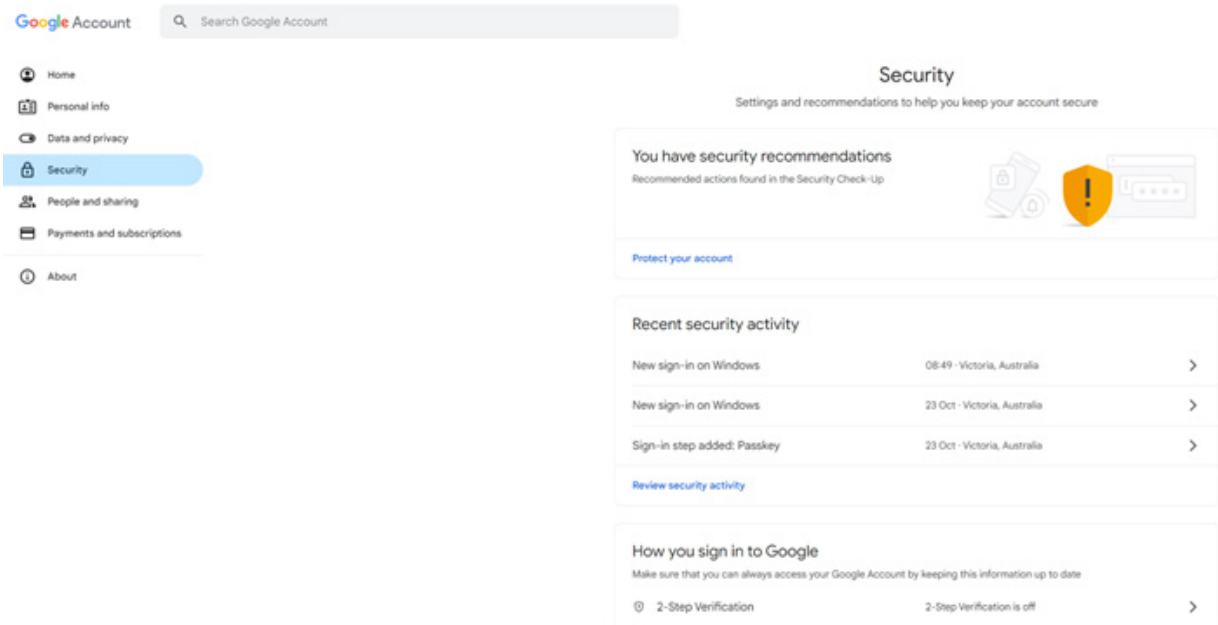 Google Account
Search Google Account
Home
Personal info
Data and privacy
Security
People and sharing
Payments and subscriptions
About
Security
Settings and recommendations to help you keep your account secure
You have security recommendations
Recommended actions found in the Security Check-Up
Protect your account
Recent security activity
New sign-in on Windows 08:49 · Victoria, Australia
New sign-in on Windows 23 Oct · Victoria, Australia
Sign-in step added: Passkey 23 Oct · Victoria, Australia
Review security activity
How you sign in to Google
Make sure that you can always access your Google Account by keeping this information up to date
2-Step Verification 2-Step Verification is off